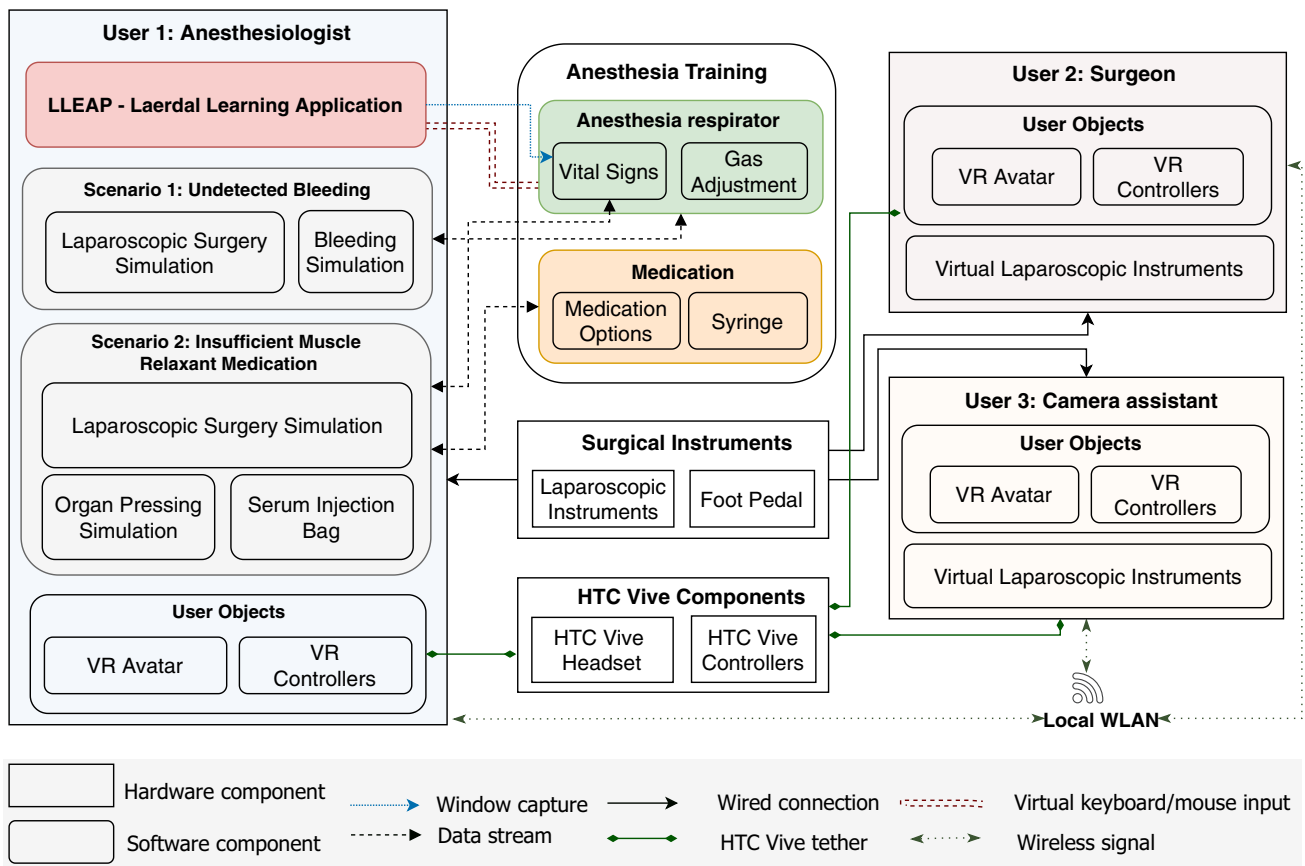 User 1: Anesthesiologist
LLEAP - Laerdal Learning Application
Scenario 1: Undetected Bleeding
Laparoscopic Surgery
Simulation
Bleeding
Simulation
Scenario 2: Insufficient Muscle
Relaxant Medication
Laparoscopic Surgery Simulation
Organ Pressing
Simulation
Serum Injection
Bag
User Objects
VR Avatar
VR
Controllers
Anesthesia Training
Anesthesia respirator
Vital Signs
Gas
Adjustment
Medication
Medication
Options
Syringe
Surgical Instruments
Laparoscopic
Instruments
Foot Pedal
HTC Vive Components
HTC Vive
Headset
HTC Vive
Controllers
User 2: Surgeon
User Objects
VR Avatar
VR
Controllers
Virtual Laparoscopic Instruments
User 3: Camera assistant
User Objects
VR Avatar
VR
Controllers
Virtual Laparoscopic Instruments
Local WLAN
Hardware component
Software component
Window capture
Data stream
Wired connection
HTC Vive tether
Virtual keyboard/mouse input
Wireless signal